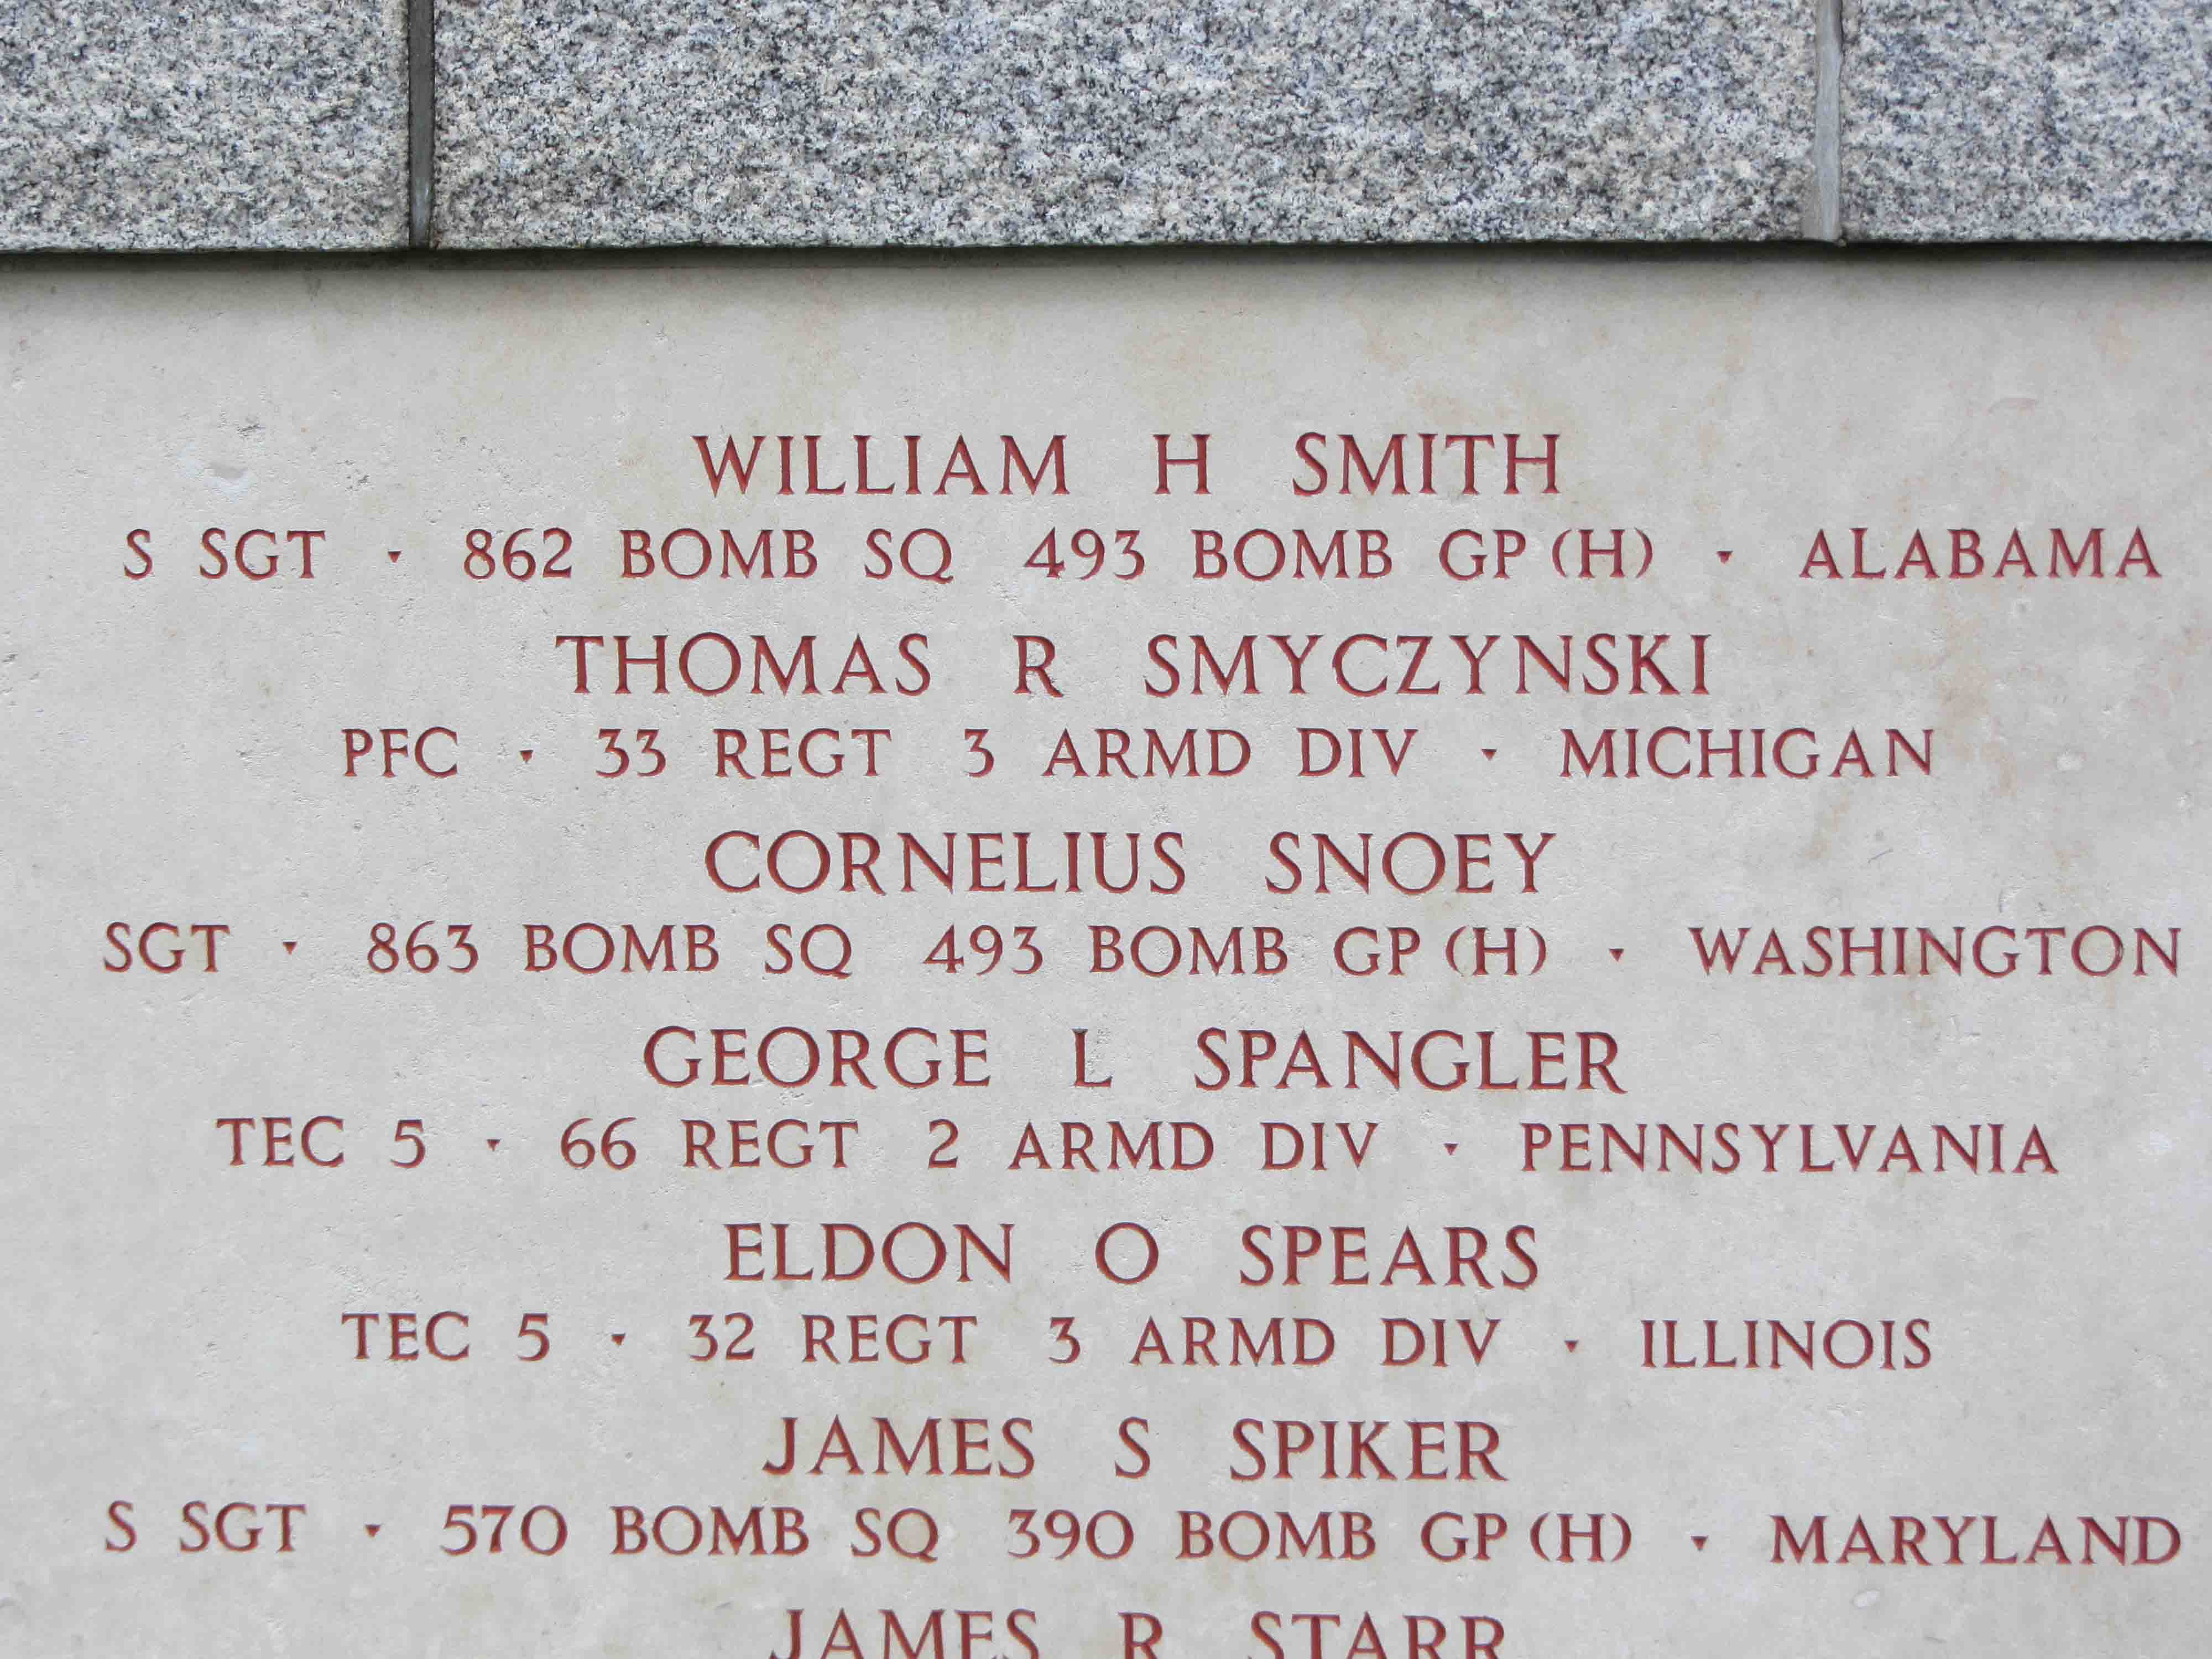 WILLIAM H SMITH
S SGT · 862 BOMB SQ 493 BOMB GP (H) · ALABAMA
THOMAS R SMYCZYNSKI
PFC · 33 REGT 3 ARMD DIV · MICHIGAN
CORNELIUS SNOEY
SGT · 863 BOMB SQ 493 BOMB GP (H) · WASHINGTON
GEORGE L SPANGLER
TEC 5 · 66 REGT 2 ARMD DIV · PENNSYLVANIA
ELDON O SPEARS
TEC 5 · 32 REGT 3 ARMD DIV · ILLINOIS
JAMES S SPIKER
S SGT · 570 BOMB SQ 390 BOMB GP (H) · MARYLAND
JAMES R STARR